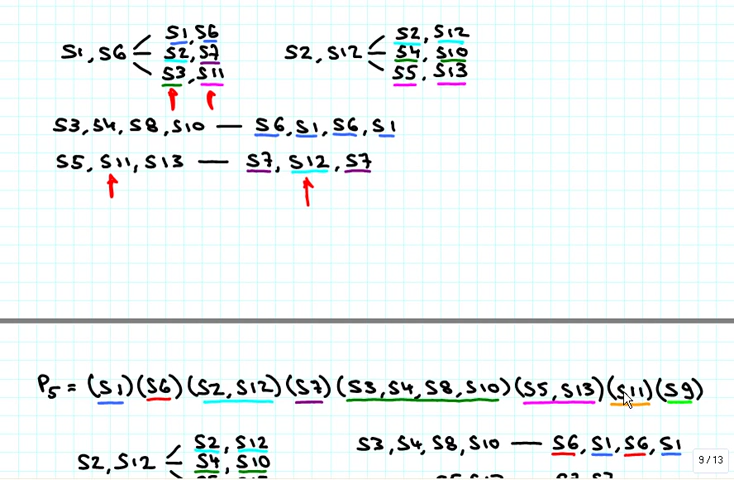 S1, S6 < S1, S6
S2, S7
S3, S11
S2, S12 < S2, S12
S4, S10
S5, S13
S3, S4, S8, S10 — S6, S1, S6, S1
S5, S11, S13 — S7, S12, S7
P5 = (S1)(S6)(S2, S12)(S7)(S3, S4, S8, S10)(S5, S13)(S11)(S9)
S2, S12 < S2, S12
S4, S10
S3, S4, S8, S10 — S6, S1, S6, S1
9 / 13